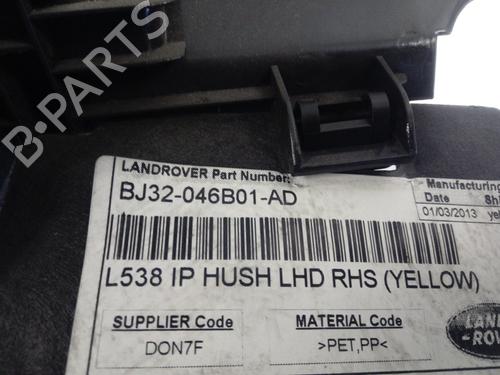 B-PARTS
LANDROVER Part Number:
BJ32-046B01-AD
Manufacturing
Date
01/03/2013
L538 IP HUSH LHD RHS (YELLOW)
SUPPLIER Code
DON7F
MATERIAL Code
>PET,PP<